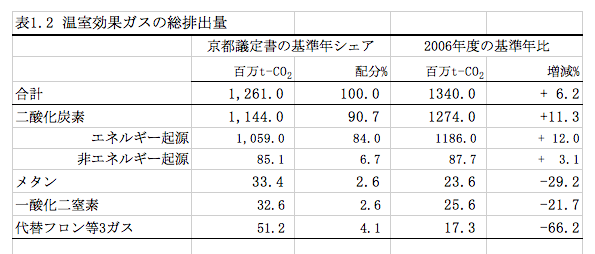 表1.2 温室効果ガスの総排出量
京都議定書の基準年シェア 2006年度の基準年比
百万t-CO2 配分% 百万t-CO2 増減%
合計 1,261.0 100.0 1340.0 + 6.2
二酸化炭素 1,144.0 90.7 1274.0 +11.3
エネルギー起源 1,059.0 84.0 1186.0 + 12.0
非エネルギー起源 85.1 6.7 87.7 + 3.1
メタン 33.4 2.6 23.6 -29.2
一酸化二窒素 32.6 2.6 25.6 -21.7
代替フロン等3ガス 51.2 4.1 17.3 -66.2